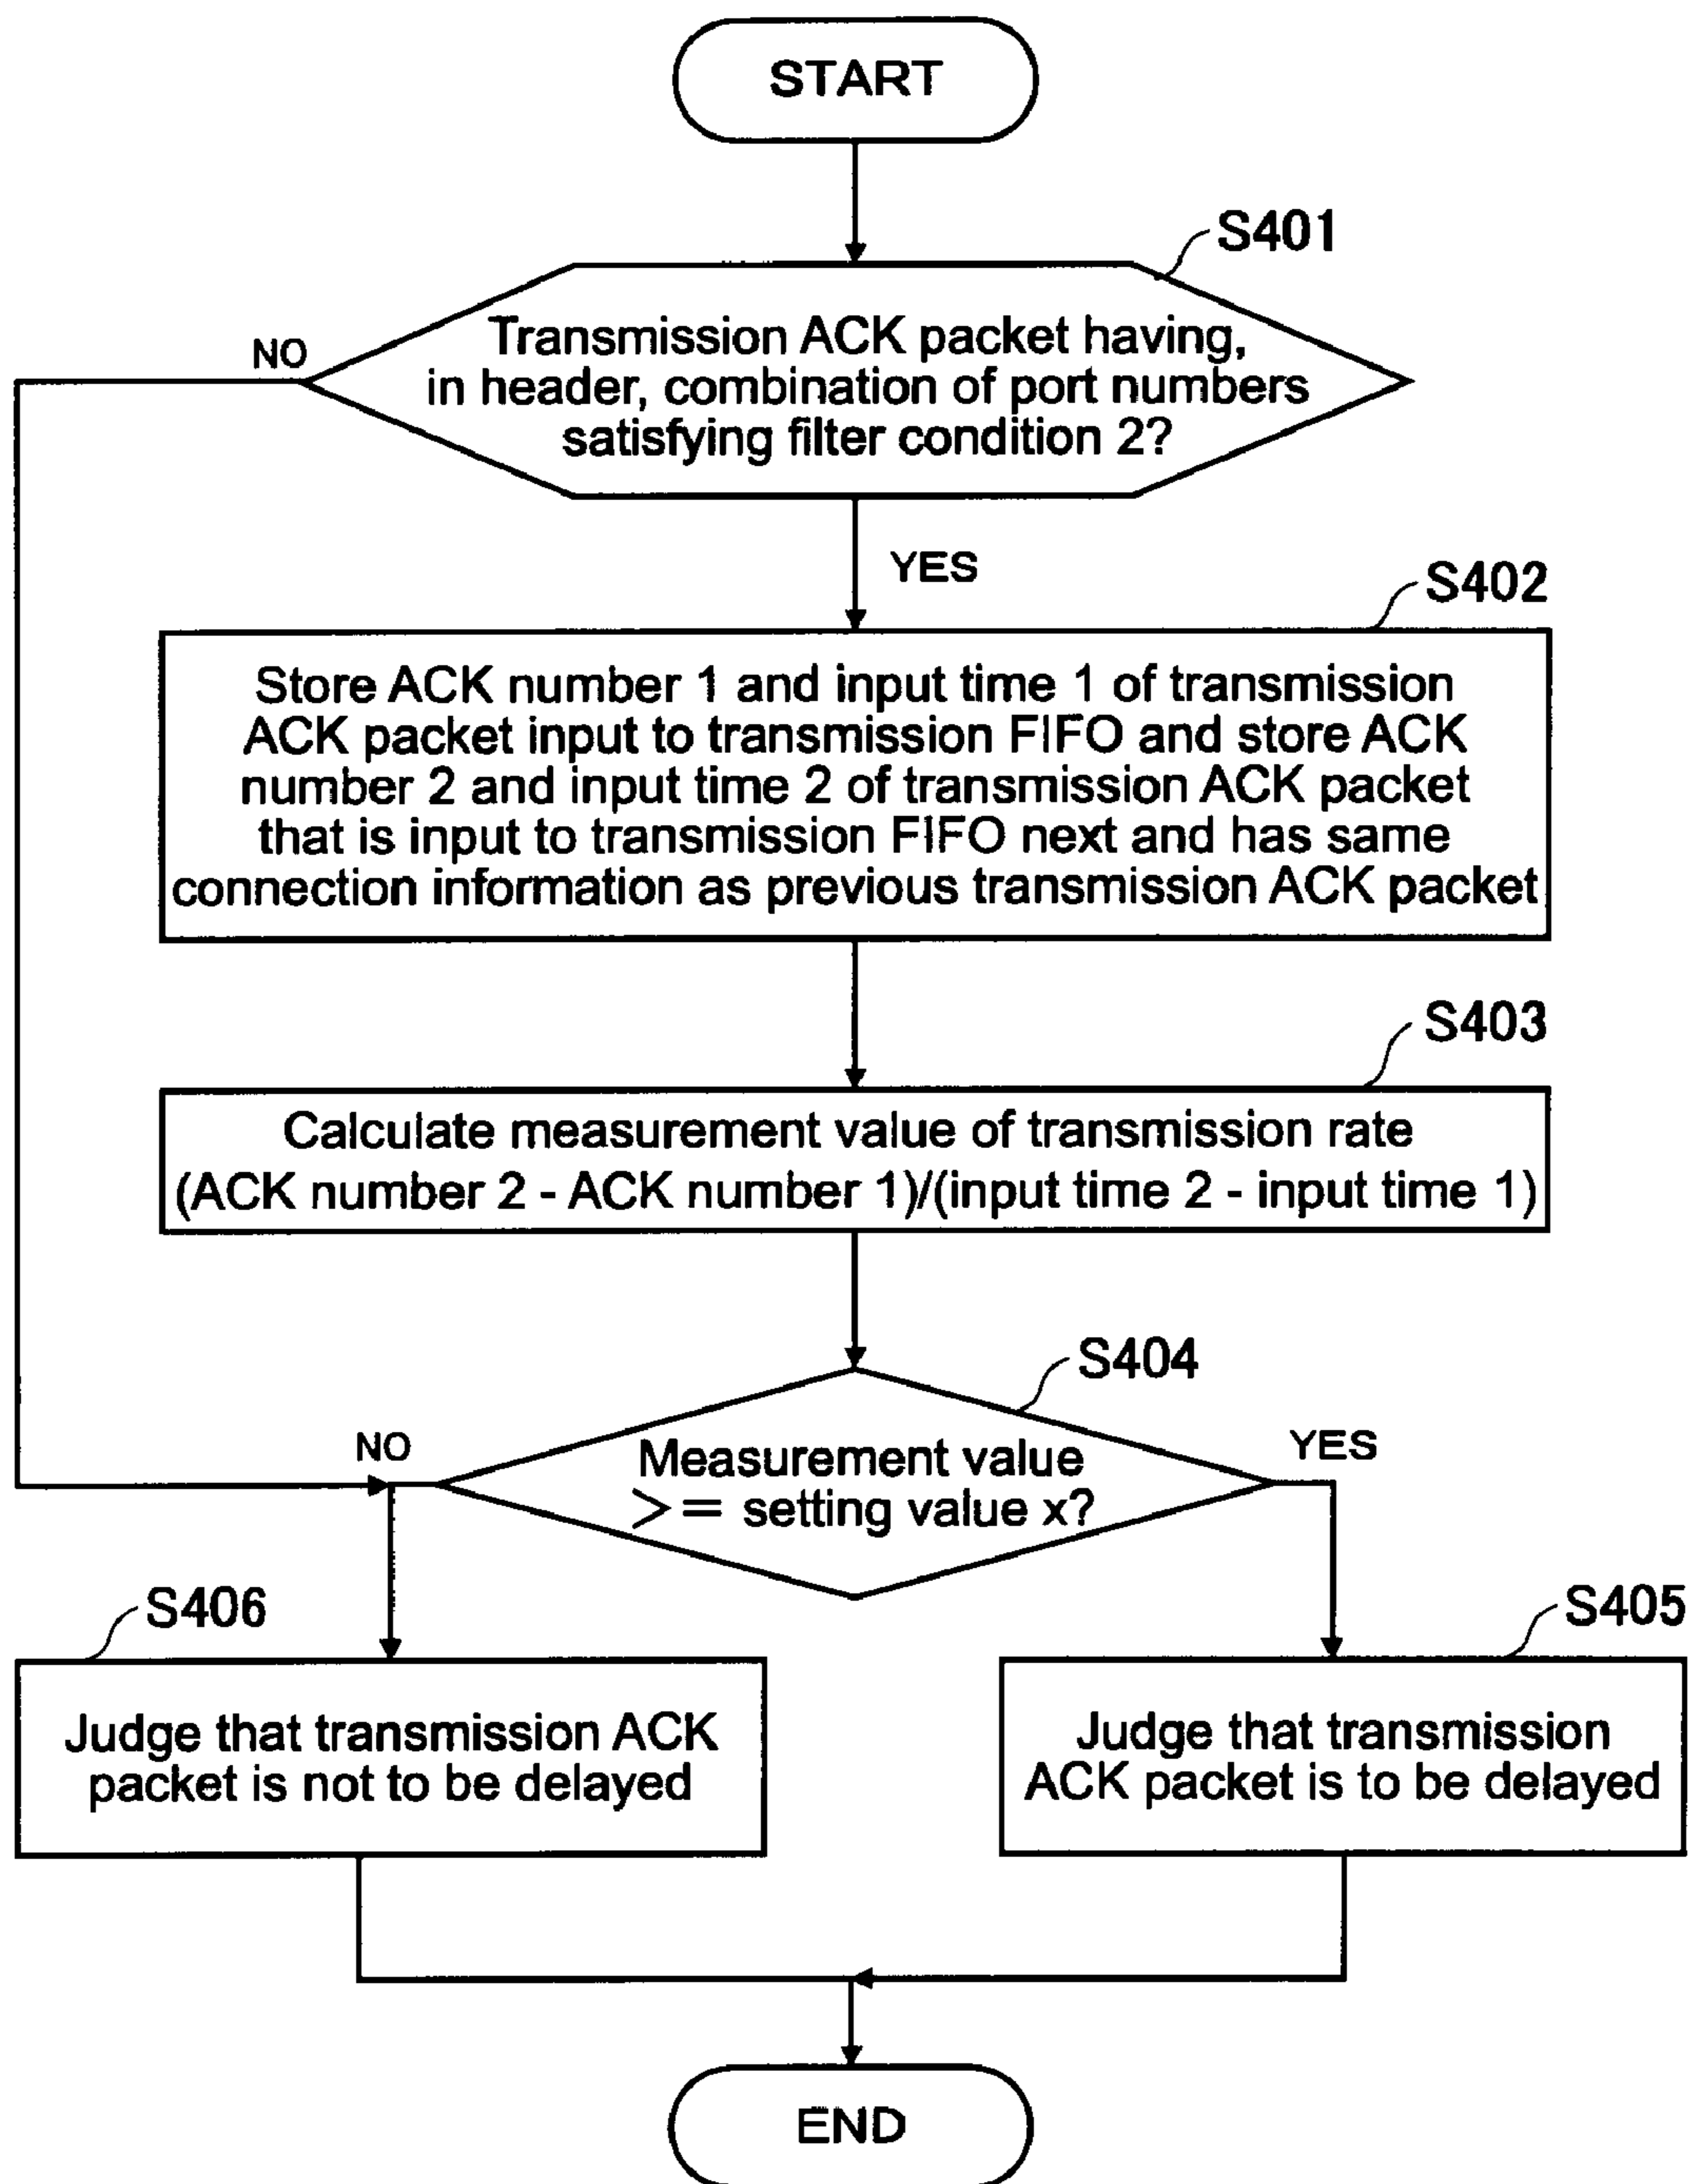 START
S401
NO
Transmission ACK packet having,
in header, combination of port numbers
satisfying filter condition 2?
YES
S402
Store ACK number 1 and input time 1 of transmission
ACK packet input to transmission FIFO and store ACK
number 2 and input time 2 of transmission ACK packet
that is input to transmission FIFO next and has same
connection information as previous transmission ACK packet
S403
Calculate measurement value of transmission rate
(ACK number 2 - ACK number 1)/(input time 2 - input time 1)
S404
NO
YES
Measurement value
>= setting value x?
S406
S405
Judge that transmission ACK
packet is not to be delayed
Judge that transmission
ACK packet is to be delayed
END